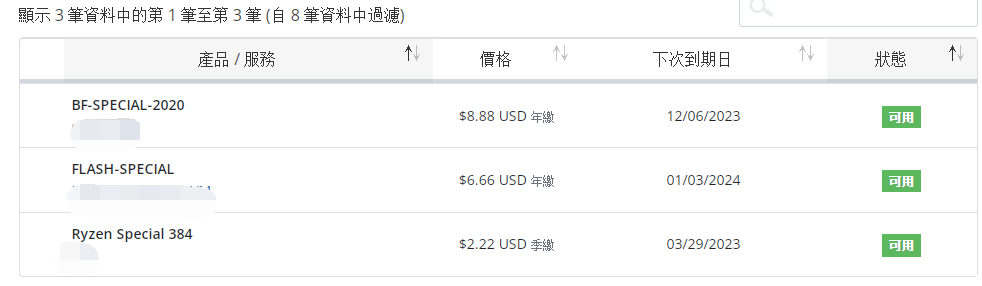 顯示 3 筆資料中的第 1 筆至第 3 筆 (自 8 筆資料中過濾)
產品 / 服務 價格 下次到期日 狀態
BF-SPECIAL-2020
$8.88 USD 年繳 12/06/2023 可用
FLASH-SPECIAL
$6.66 USD 年繳 01/03/2024 可用
Ryzen Special 384
$2.22 USD 季繳 03/29/2023 可用